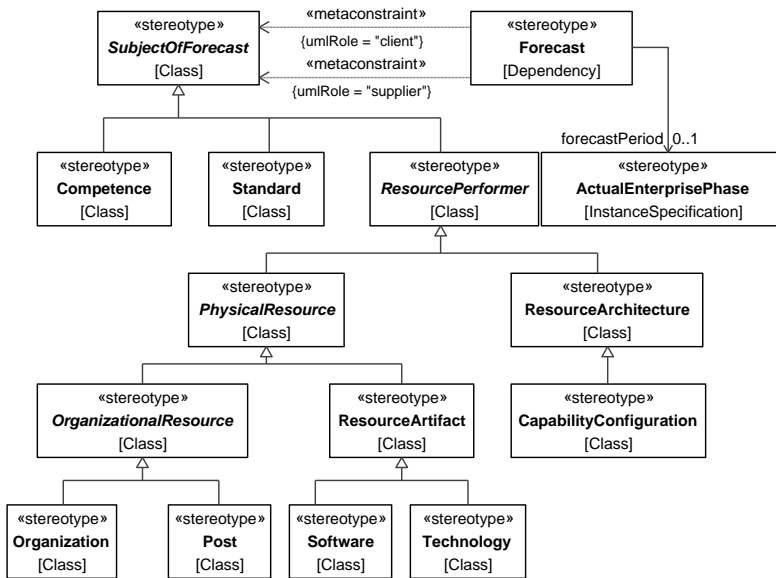 «stereotype»
SubjectOfForecast
[Class]
«metaconstraint»
{umlRole = "client"}
«metaconstraint»
{umlRole = "supplier"}
«stereotype»
Forecast
[Dependency]
forecastPeriod 0..1
«stereotype»
Competence
[Class]
«stereotype»
Standard
[Class]
«stereotype»
ResourcePerformer
[Class]
«stereotype»
ActualEnterprisePhase
[InstanceSpecification]
«stereotype»
PhysicalResource
[Class]
«stereotype»
ResourceArchitecture
[Class]
«stereotype»
OrganizationalResource
[Class]
«stereotype»
ResourceArtifact
[Class]
«stereotype»
CapabilityConfiguration
[Class]
«stereotype»
Organization
[Class]
«stereotype»
Post
[Class]
«stereotype»
Software
[Class]
«stereotype»
Technology
[Class]